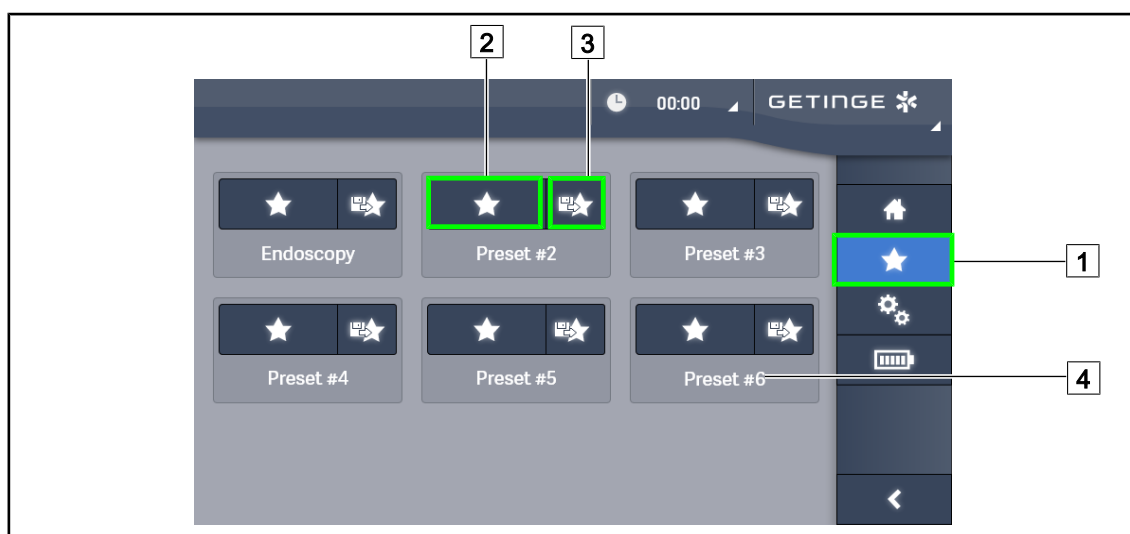 2 3
00:00 GETINGE
Endoscopy Preset #2 Preset #3
1
Preset #4 Preset #5 Preset #6
4